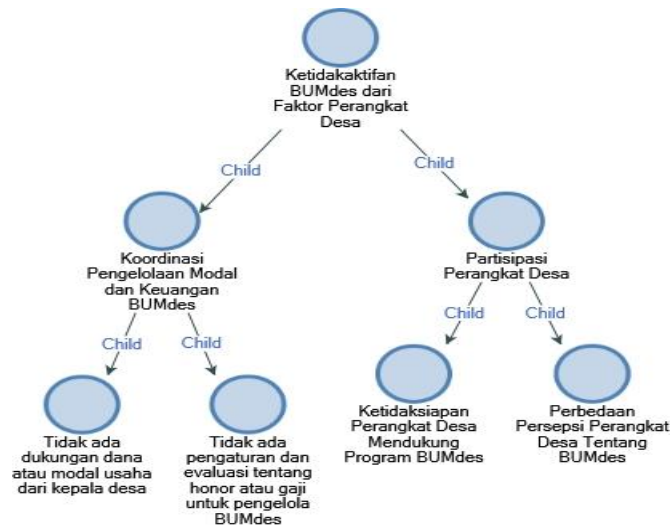 Ketidakaktifan
BUMdes dari
Faktor Perangkat
Desa
Child
Child
Koordinasi
Pengelolaan Modal
dan Keuangan
BUMdes
Partisipasi
Perangkat Desa
Child
Child
Child
Child
Tidak ada
dukungan dana
atau modal usaha
dari kepala desa
Tidak ada
pengaturan dan
evaluasi tentang
honor atau gaji
untuk pengelola
BUMdes
Ketidaksiapan
Perangkat Desa
Mendukung
Program BUMdes
Perbedaan
Persepsi Perangkat
Desa Tentang
BUMdes